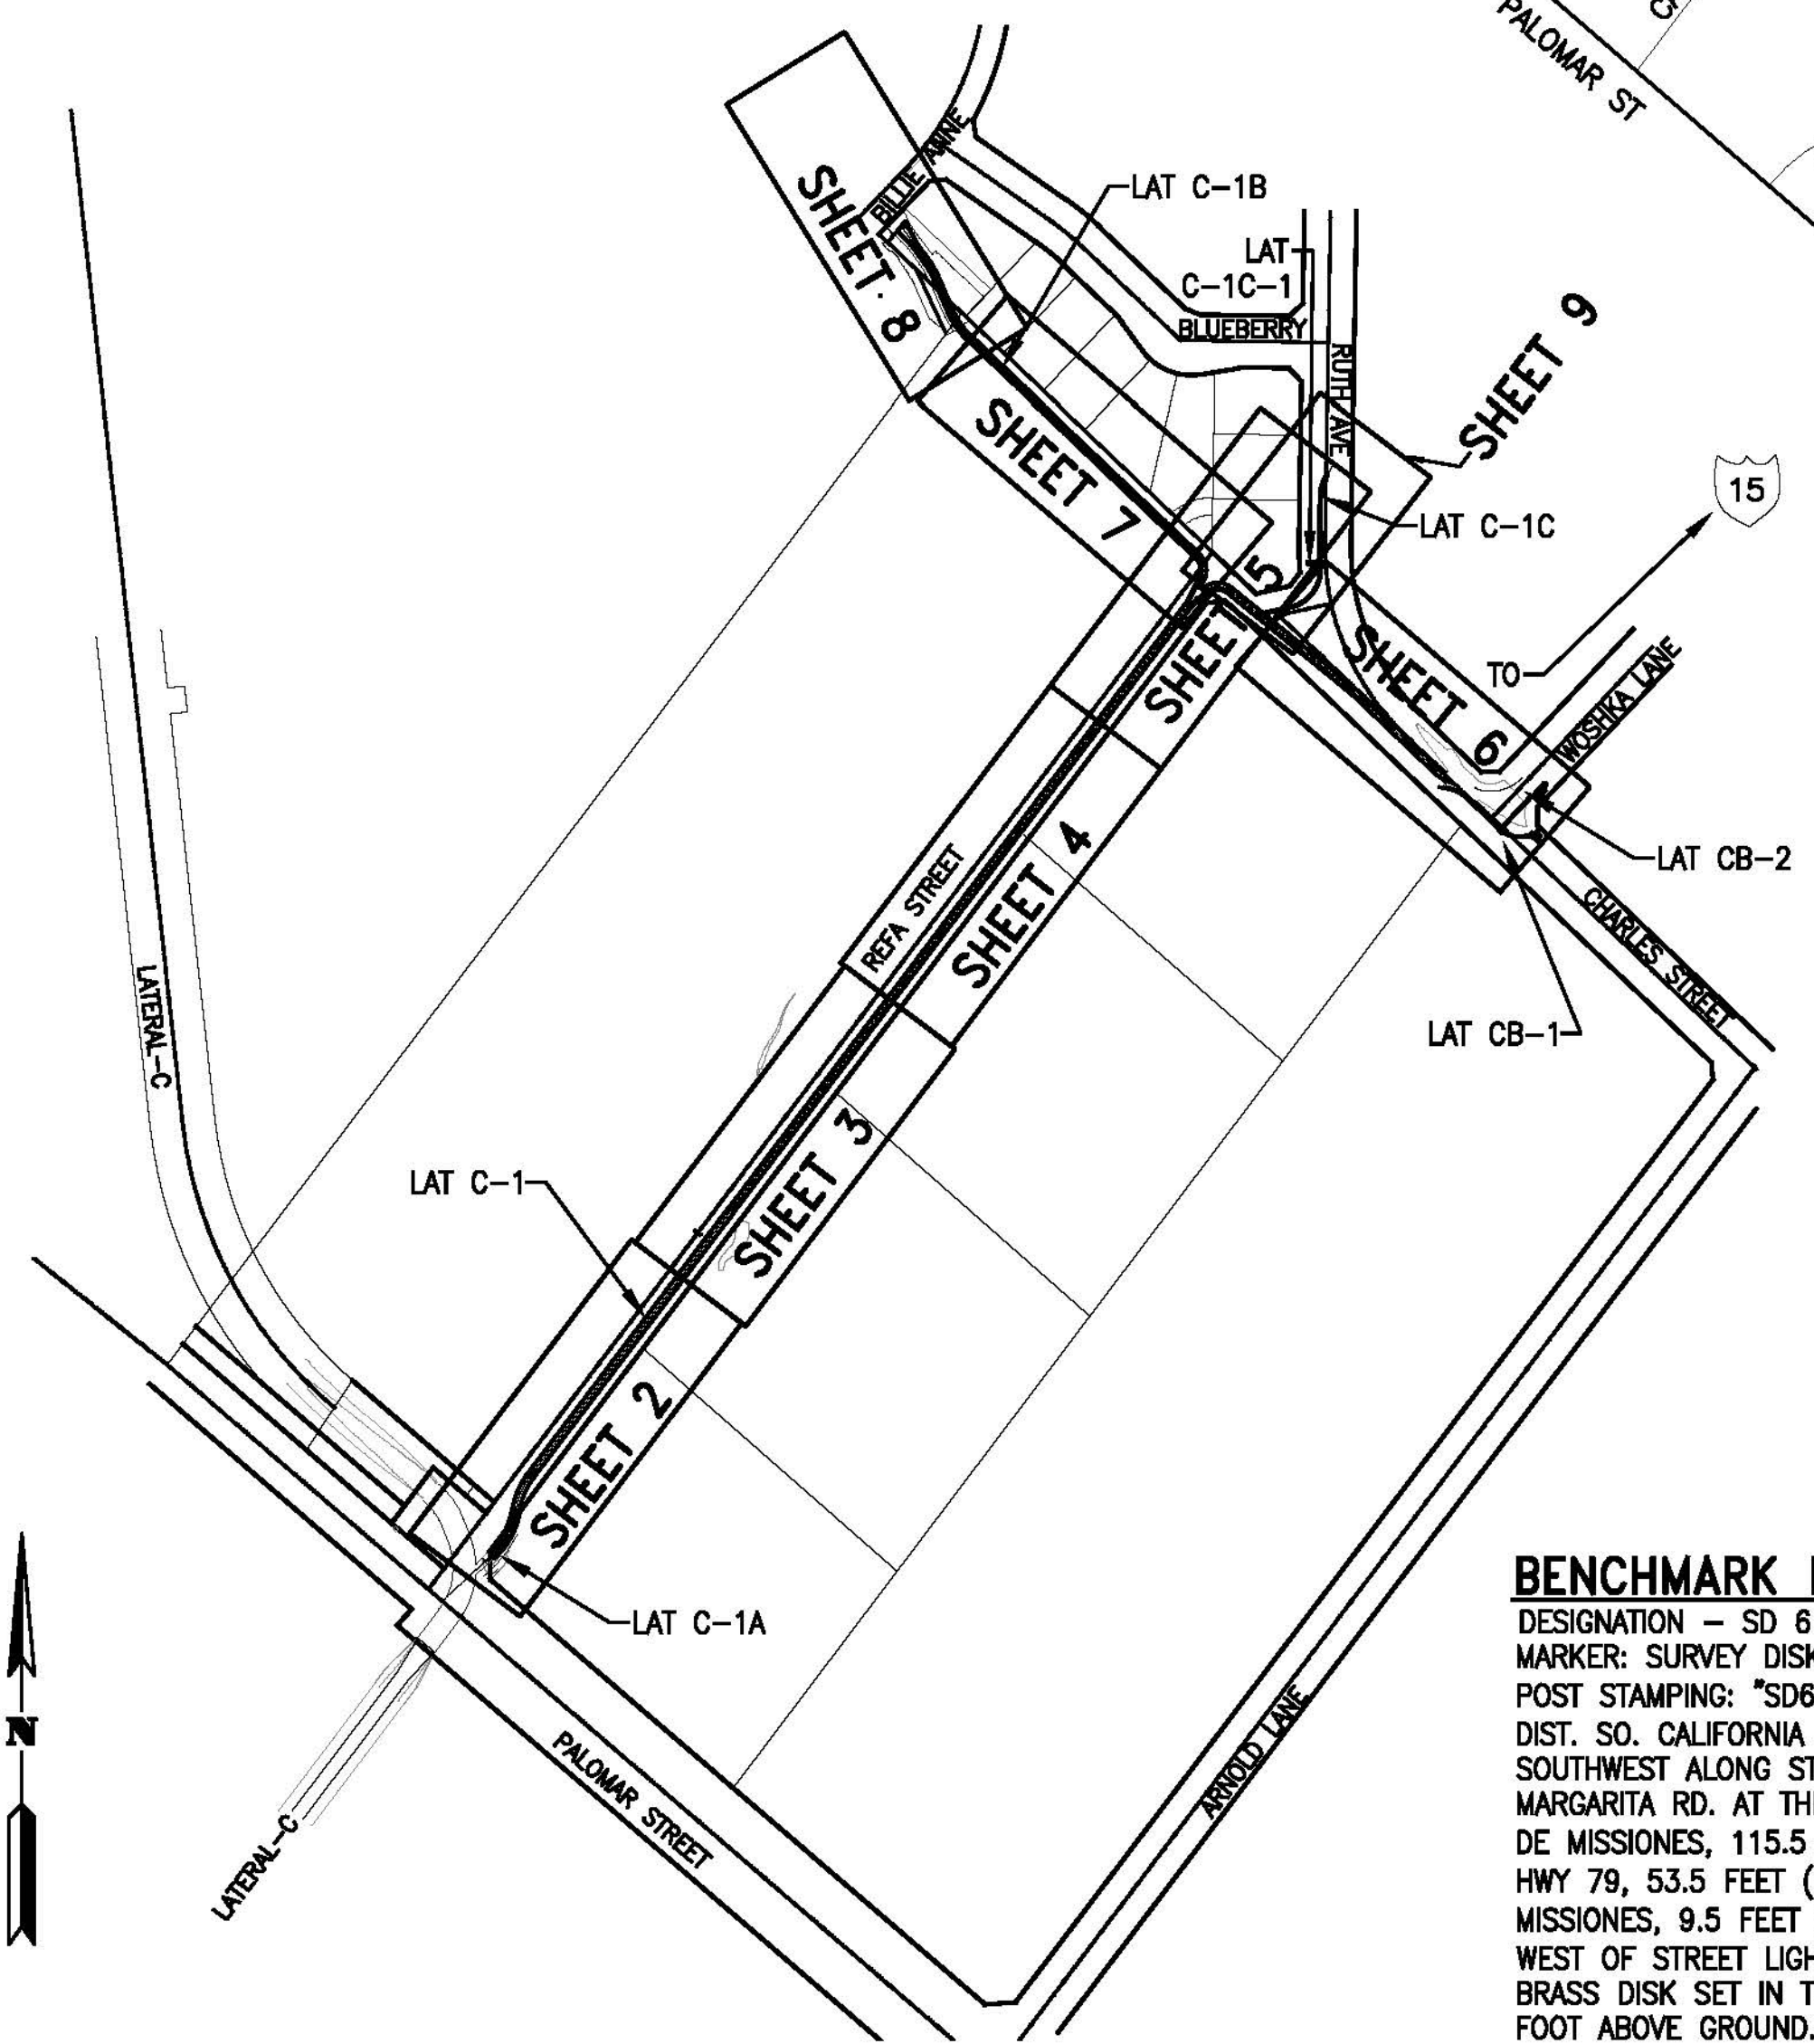 PALOMAR ST
BILLIE ANNE
SHEET 8
LAT C-1B
LAT
C-1C-1
BLUEBERRY
RUTH AVE
SHEET 9
15
SHEET 7
LAT C-1C
SHEET 5
SHEET 6
TO
WOSHKA LANE
LAT CB-2
REFA STREET
SHEET 4
CHARLES STREET
LATERAL-C
LAT CB-1
SHEET 3
LAT C-1
SHEET 2
LAT C-1A
N
PALOMAR STREET
ARNOLD LANE
LATERAL-C
BENCHMARK
DESIGNATION – SD 6
MARKER: SURVEY DISK
POST STAMPING: "SD6
DIST. SO. CALIFORNIA
SOUTHWEST ALONG ST
MARGARITA RD. AT TH
DE MISSIONES, 115.5
HWY 79, 53.5 FEET (
MISSIONES, 9.5 FEET
WEST OF STREET LIGH
BRASS DISK SET IN T
FOOT ABOVE GROUND.